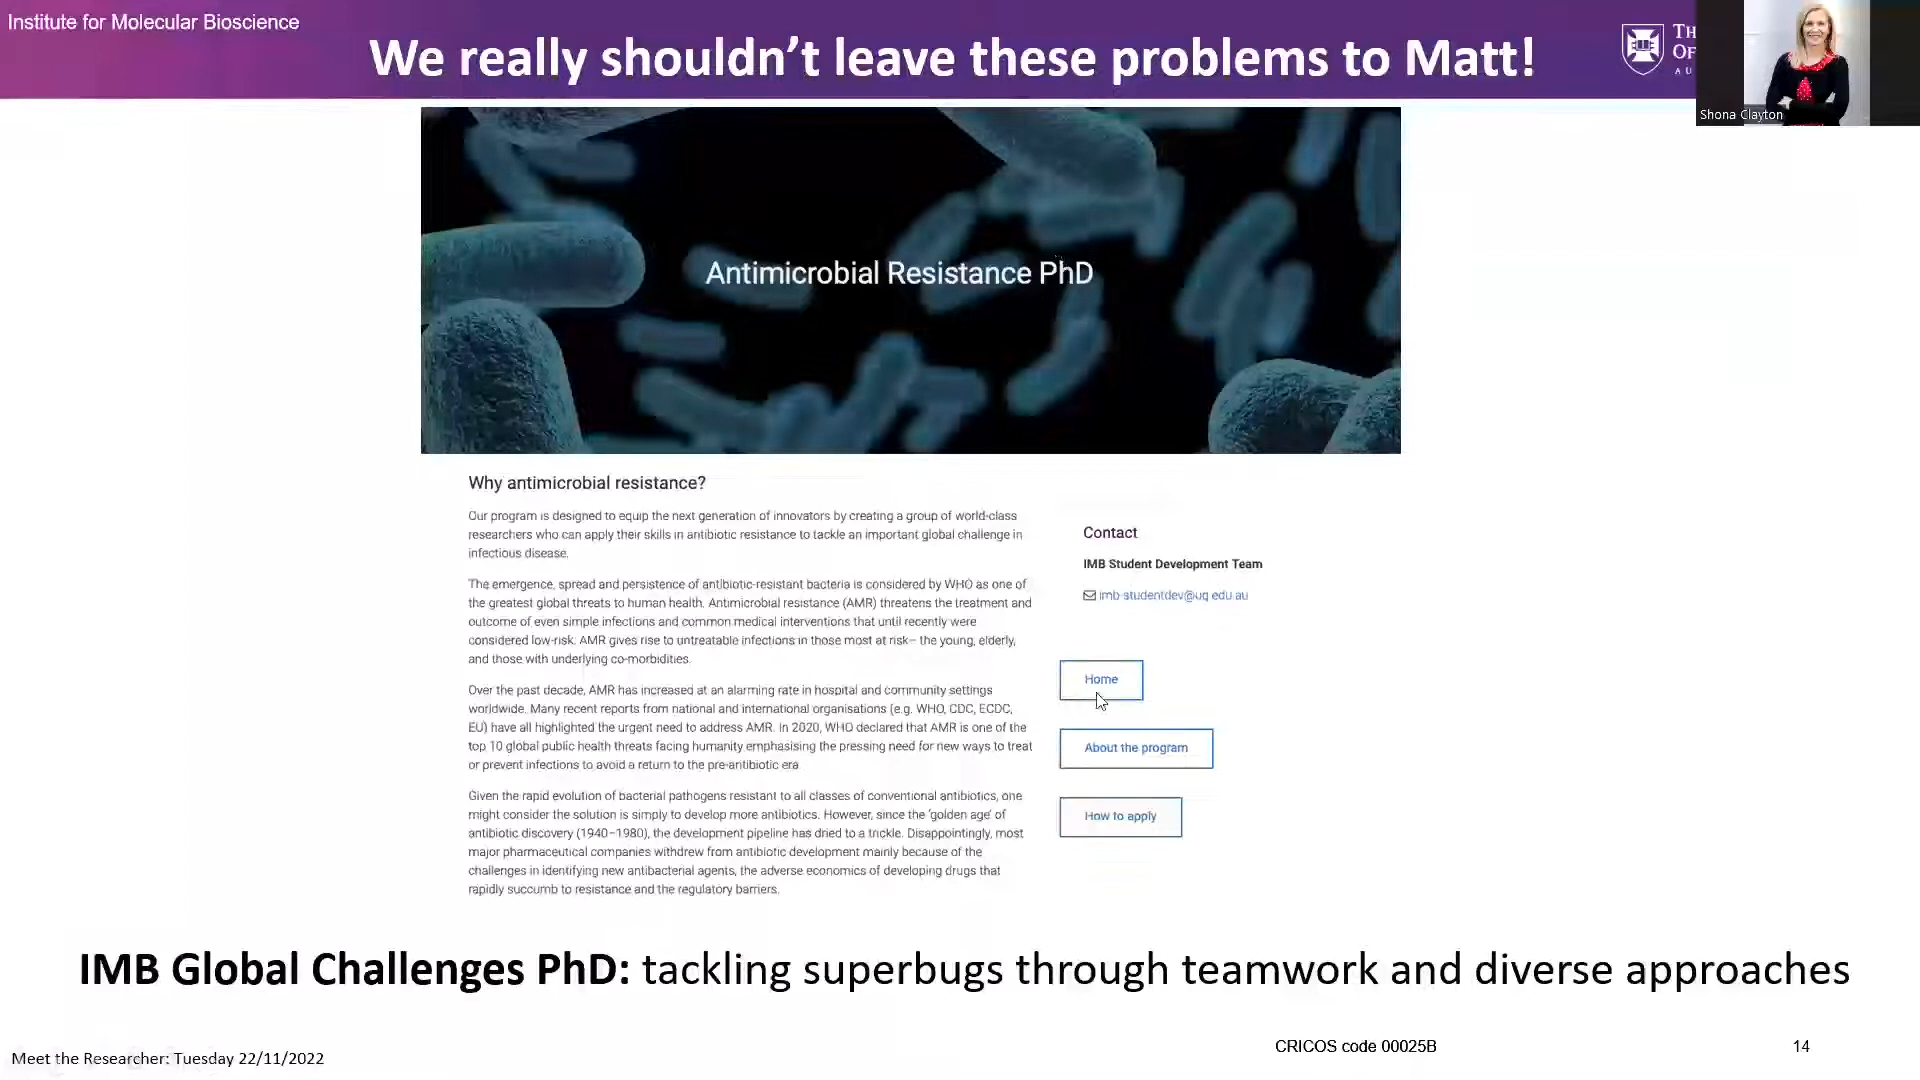 Institute for Molecular Bioscience
We really shouldn't leave these problems to Matt!
Shona Clayton
Antimicrobial Resistance PhD
Why antimicrobial resistance?
Our program is designed to equip the next generation of innovators by creating a group of world-class
researchers who can apply their skills in antibiotic resistance to tackle an important global challenge in
infectious disease.
The emergence, spread and persistence of antibiotic-resistant bacteria is considered by WHO as one of
the greatest global threats to human health. Antimicrobial resistance (AMR) threatens the treatment and
outcome of even simple infections and common medical interventions that until recently were
considered low-risk. AMR gives rise to untreatable infections in those most at risk– the young, elderly,
and those with underlying co-morbidities.
Over the past decade, AMR has increased at an alarming rate in hospital and community settings
worldwide. Many recent reports from national and international organisations (e.g. WHO, CDC, ECDC,
EU) have all highlighted the urgent need to address AMR. In 2020, WHO declared that AMR is one of the
top 10 global public health threats facing humanity emphasising the pressing need for new ways to treat
or prevent infections to avoid a return to the pre-antibiotic era
Given the rapid evolution of bacterial pathogens resistant to all classes of conventional antibiotics, one
might consider the solution is simply to develop more antibiotics. However, since the 'golden age' of
antibiotic discovery (1940–1980), the development pipeline has dried to a trickle. Disappointingly, most
major pharmaceutical companies withdrew from antibiotic development mainly because of the
challenges in identifying new antibacterial agents, the adverse economics of developing drugs that
rapidly succumb to resistance and the regulatory barriers.
Contact
IMB Student Development Team
imb-studentdev@uq.edu.au
Home
About the program
How to apply
IMB Global Challenges PhD: tackling superbugs through teamwork and diverse approaches
Meet the Researcher: Tuesday 22/11/2022
CRICOS code 00025B
14